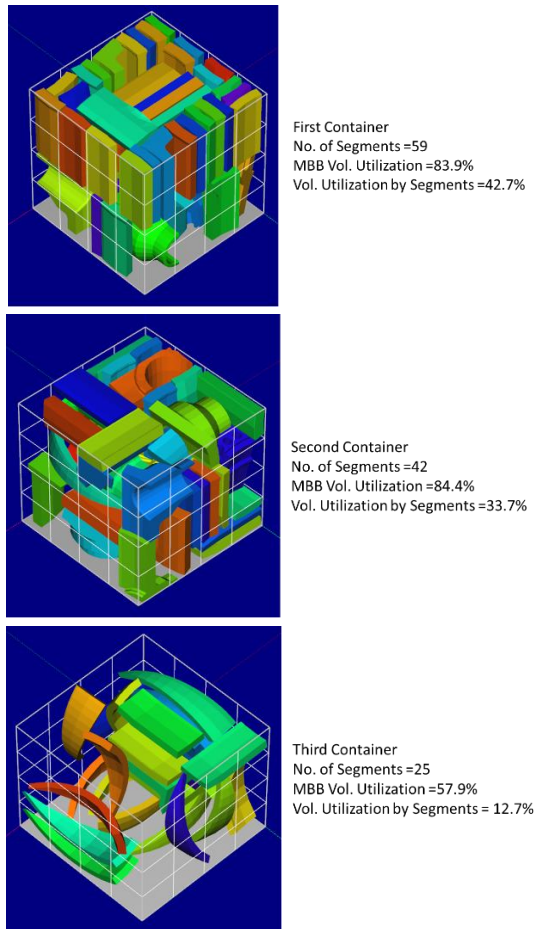 First Container
No. of Segments =59
MBB Vol. Utilization =83.9%
Vol. Utilization by Segments =42.7%
Second Container
No. of Segments =42
MBB Vol. Utilization =84.4%
Vol. Utilization by Segments =33.7%
Third Container
No. of Segments =25
MBB Vol. Utilization =57.9%
Vol. Utilization by Segments = 12.7%